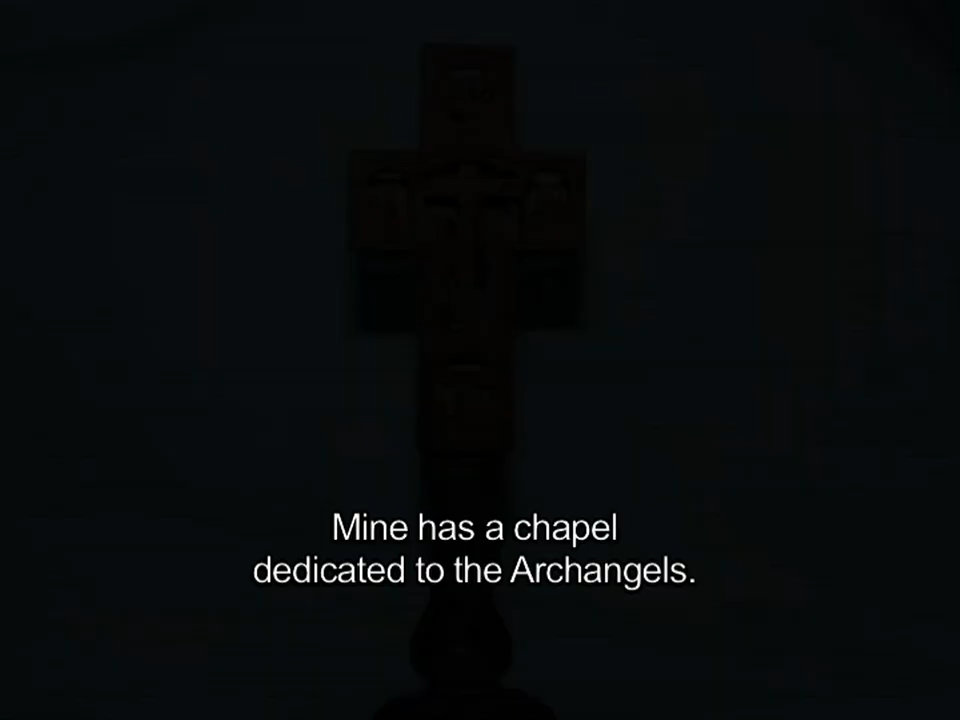 Mine has a chapel
dedicated to the Archangels.